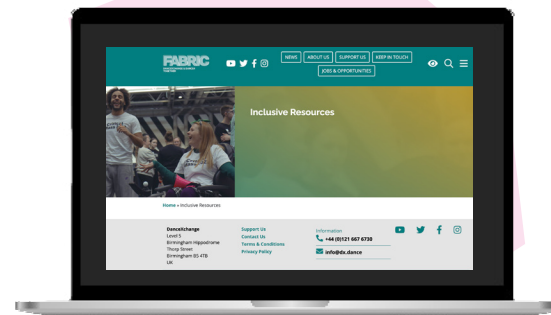 FABRIC
NEWS
ABOUT US
SUPPORT US
KEEP IN TOUCH
JOBS & OPPORTUNITIES
Inclusive Resources
Home » Inclusive Resources
DanceXchange
Level 5
Birmingham Hippodrome
Thorp Street
Birmingham B5 4TB
UK
Support Us
Contact Us
Terms & Conditions
Privacy Policy
Information
+44 (0)121 667 6730
info@dx.dance